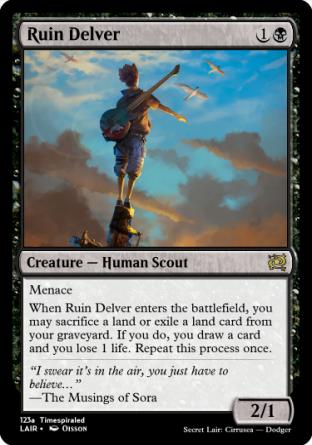 Ruin Delver 1
Creature — Human Scout
Menace
When Ruin Delver enters the battlefield, you
may sacrifice a land or exile a land card from
your graveyard. If you do, you draw a card
and you lose 1 life. Repeat this process once.
"I swear it's in the air, you just have to
believe…"
—The Musings of Sora
2/1
123a Timespiraled
LAIR • Oisson
Secret Lair: Cirrusea — Dodger